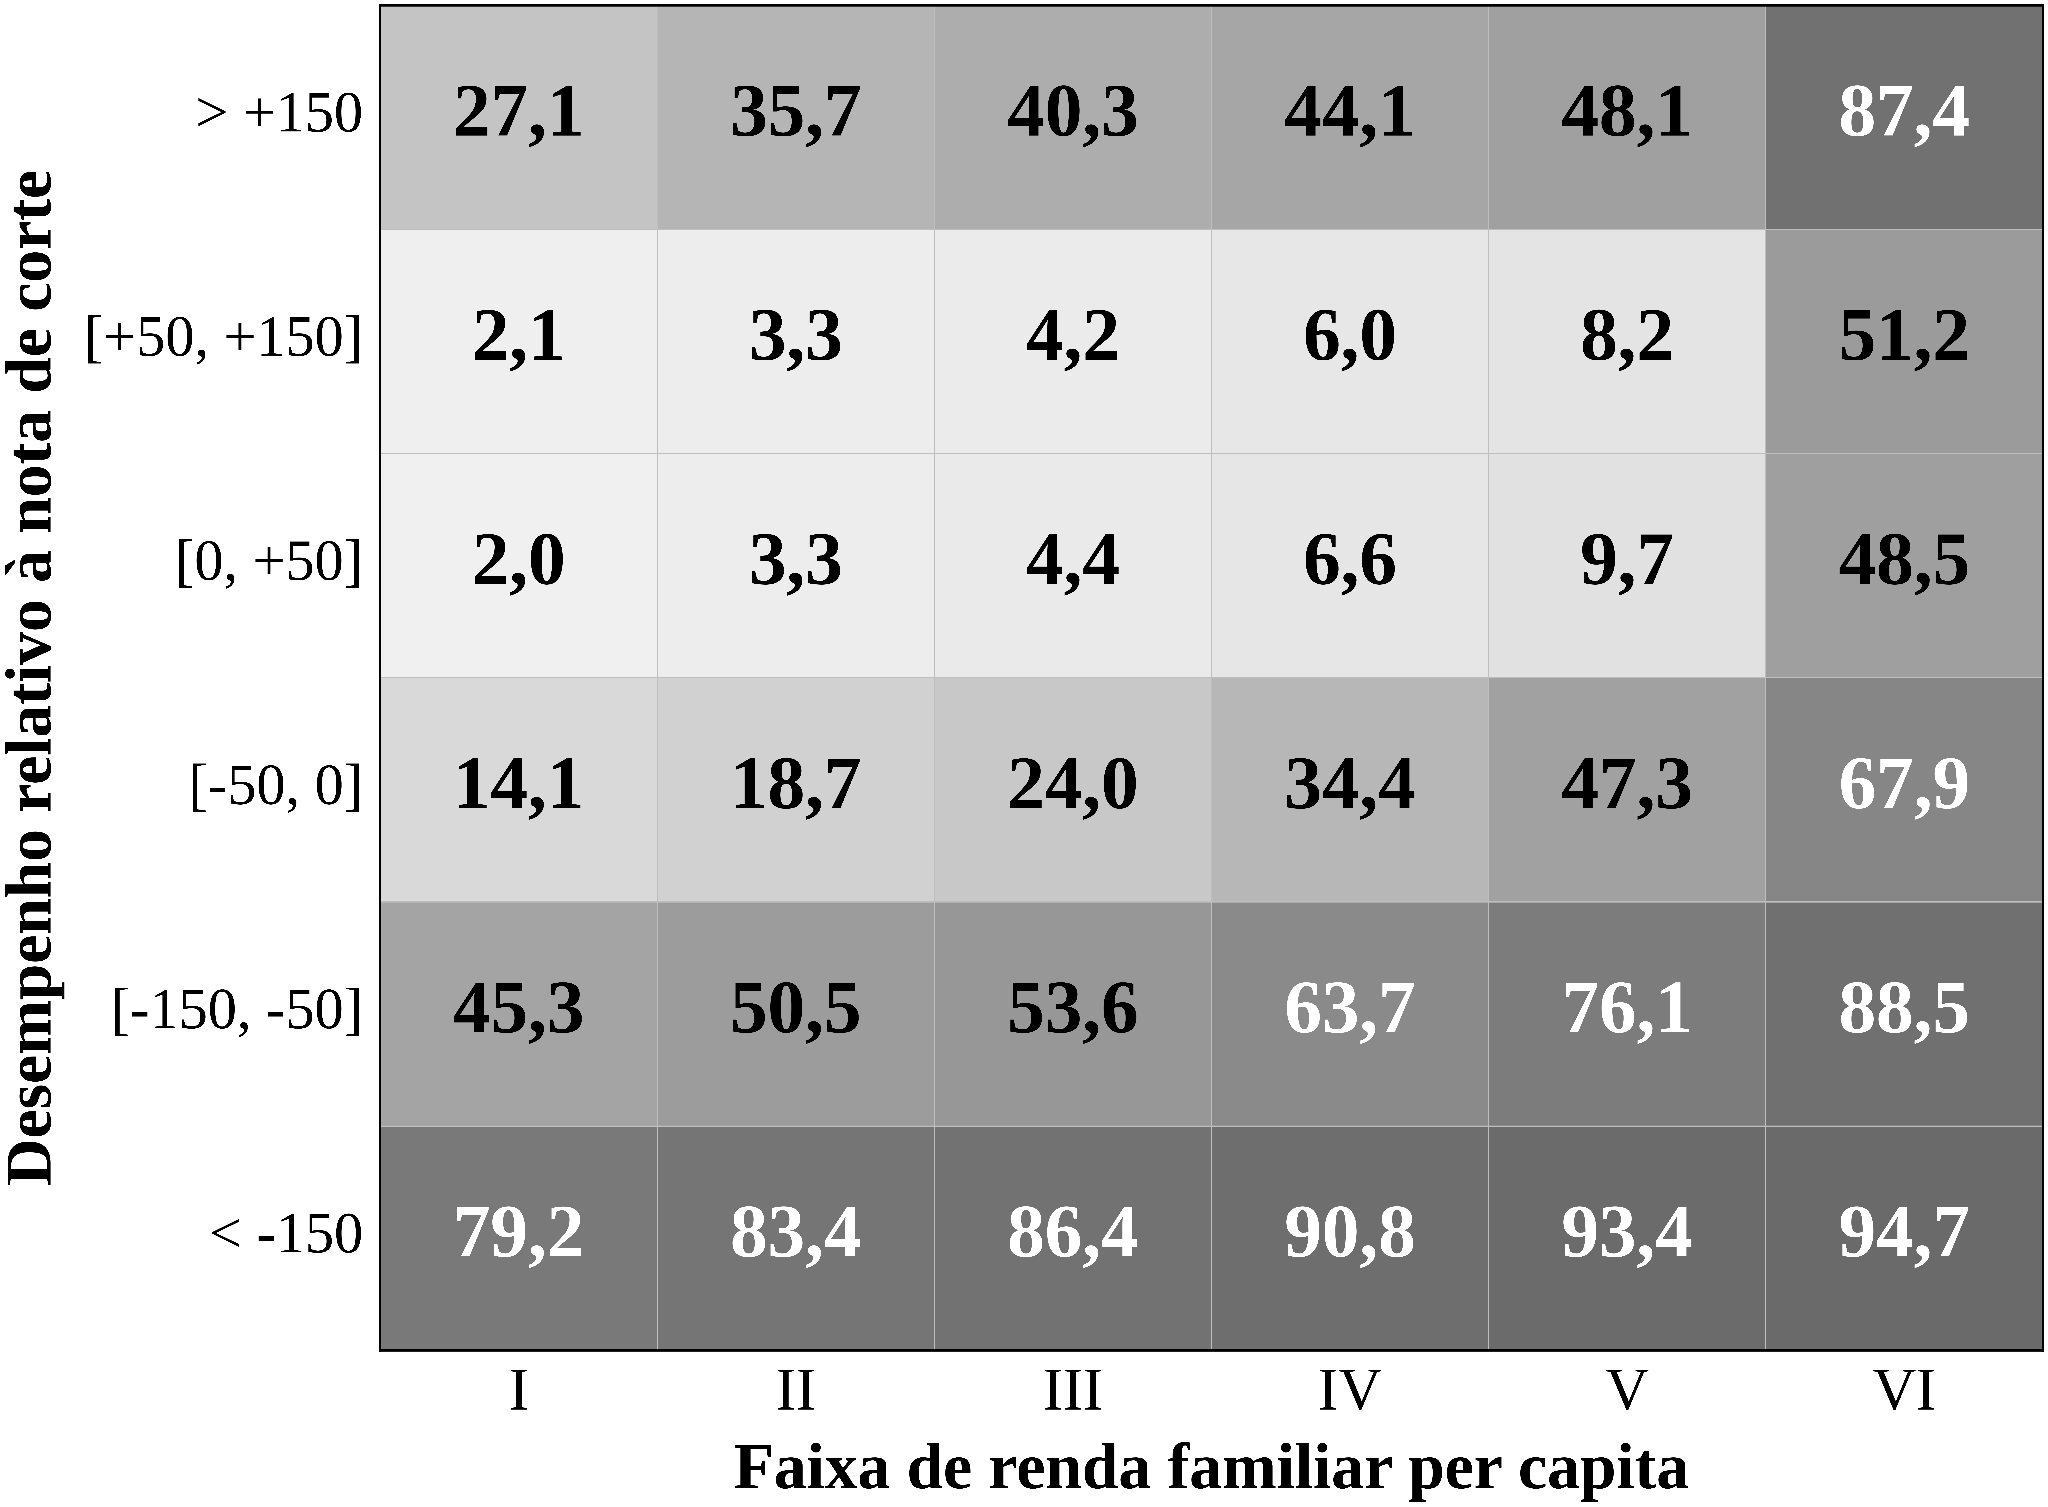 Desempenho relativo à nota de corte
> +150 27,1 35,7 40,3 44,1 48,1 87,4
[+50, +150] 2,1 3,3 4,2 6,0 8,2 51,2
[0, +50] 2,0 3,3 4,4 6,6 9,7 48,5
[-50, 0] 14,1 18,7 24,0 34,4 47,3 67,9
[-150, -50] 45,3 50,5 53,6 63,7 76,1 88,5
< -150 79,2 83,4 86,4 90,8 93,4 94,7
I II III IV V VI
Faixa de renda familiar per capita